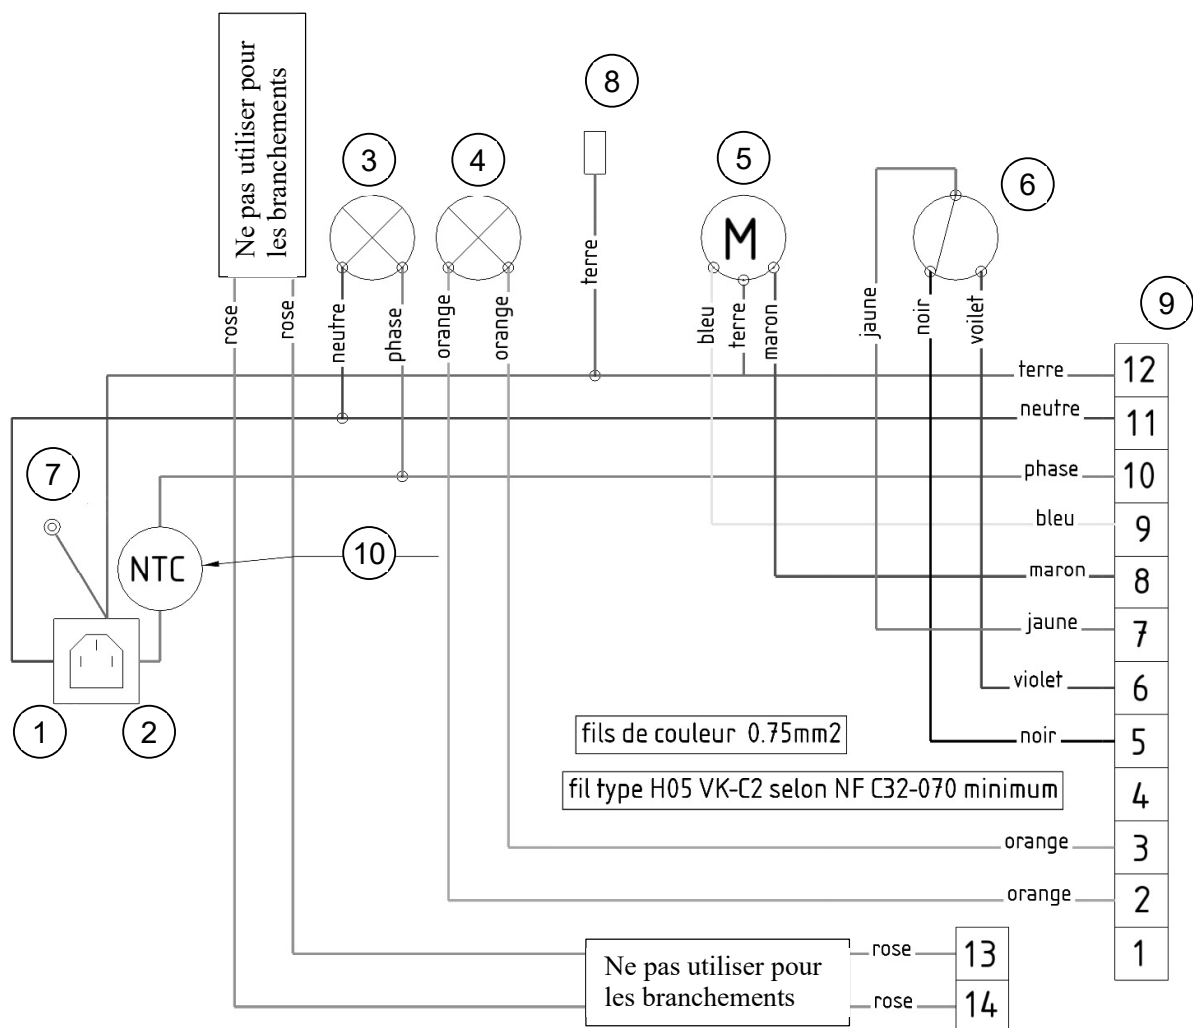 Ne pas utiliser pour
les branchements
8
3
4
5
6
M
rose
rose
neutre
phase
orange
orange
terre
bleu
terre
maron
jaune
noir
voilet
9
terre
12
neutre
11
7
phase
10
bleu
9
NTC
10
maron
8
jaune
7
violet
6
1
2
fils de couleur 0.75mm2
noir
5
fil type H05 VK-C2 selon NF C32-070 minimum
4
orange
3
orange
2
Ne pas utiliser pour
les branchements
rose
13
1
rose
14